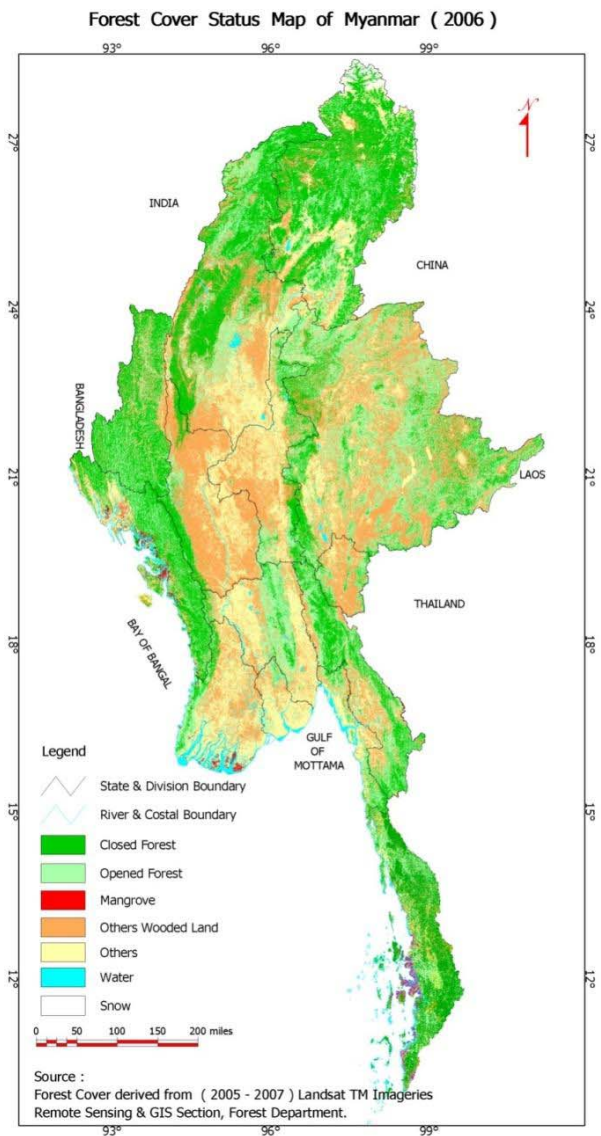 Forest Cover Status Map of Myanmar ( 2006 )
93° 96° 99°
N
27° 27°
INDIA
CHINA
24° 24°
BANGLADESH
21° 21°
LAOS
THAILAND
18° 18°
BAY OF BANGAL
GULF
OF
MOTTAMA
15° 15°
12° 12°
Legend
State & Division Boundary
River & Costal Boundary
Closed Forest
Opened Forest
Mangrove
Others Wooded Land
Others
Water
Snow
0 50 100 150 200 miles
Source :
Forest Cover derived from ( 2005 - 2007 ) Landsat TM Imageries
Remote Sensing & GIS Section, Forest Department.
93° 96° 99°